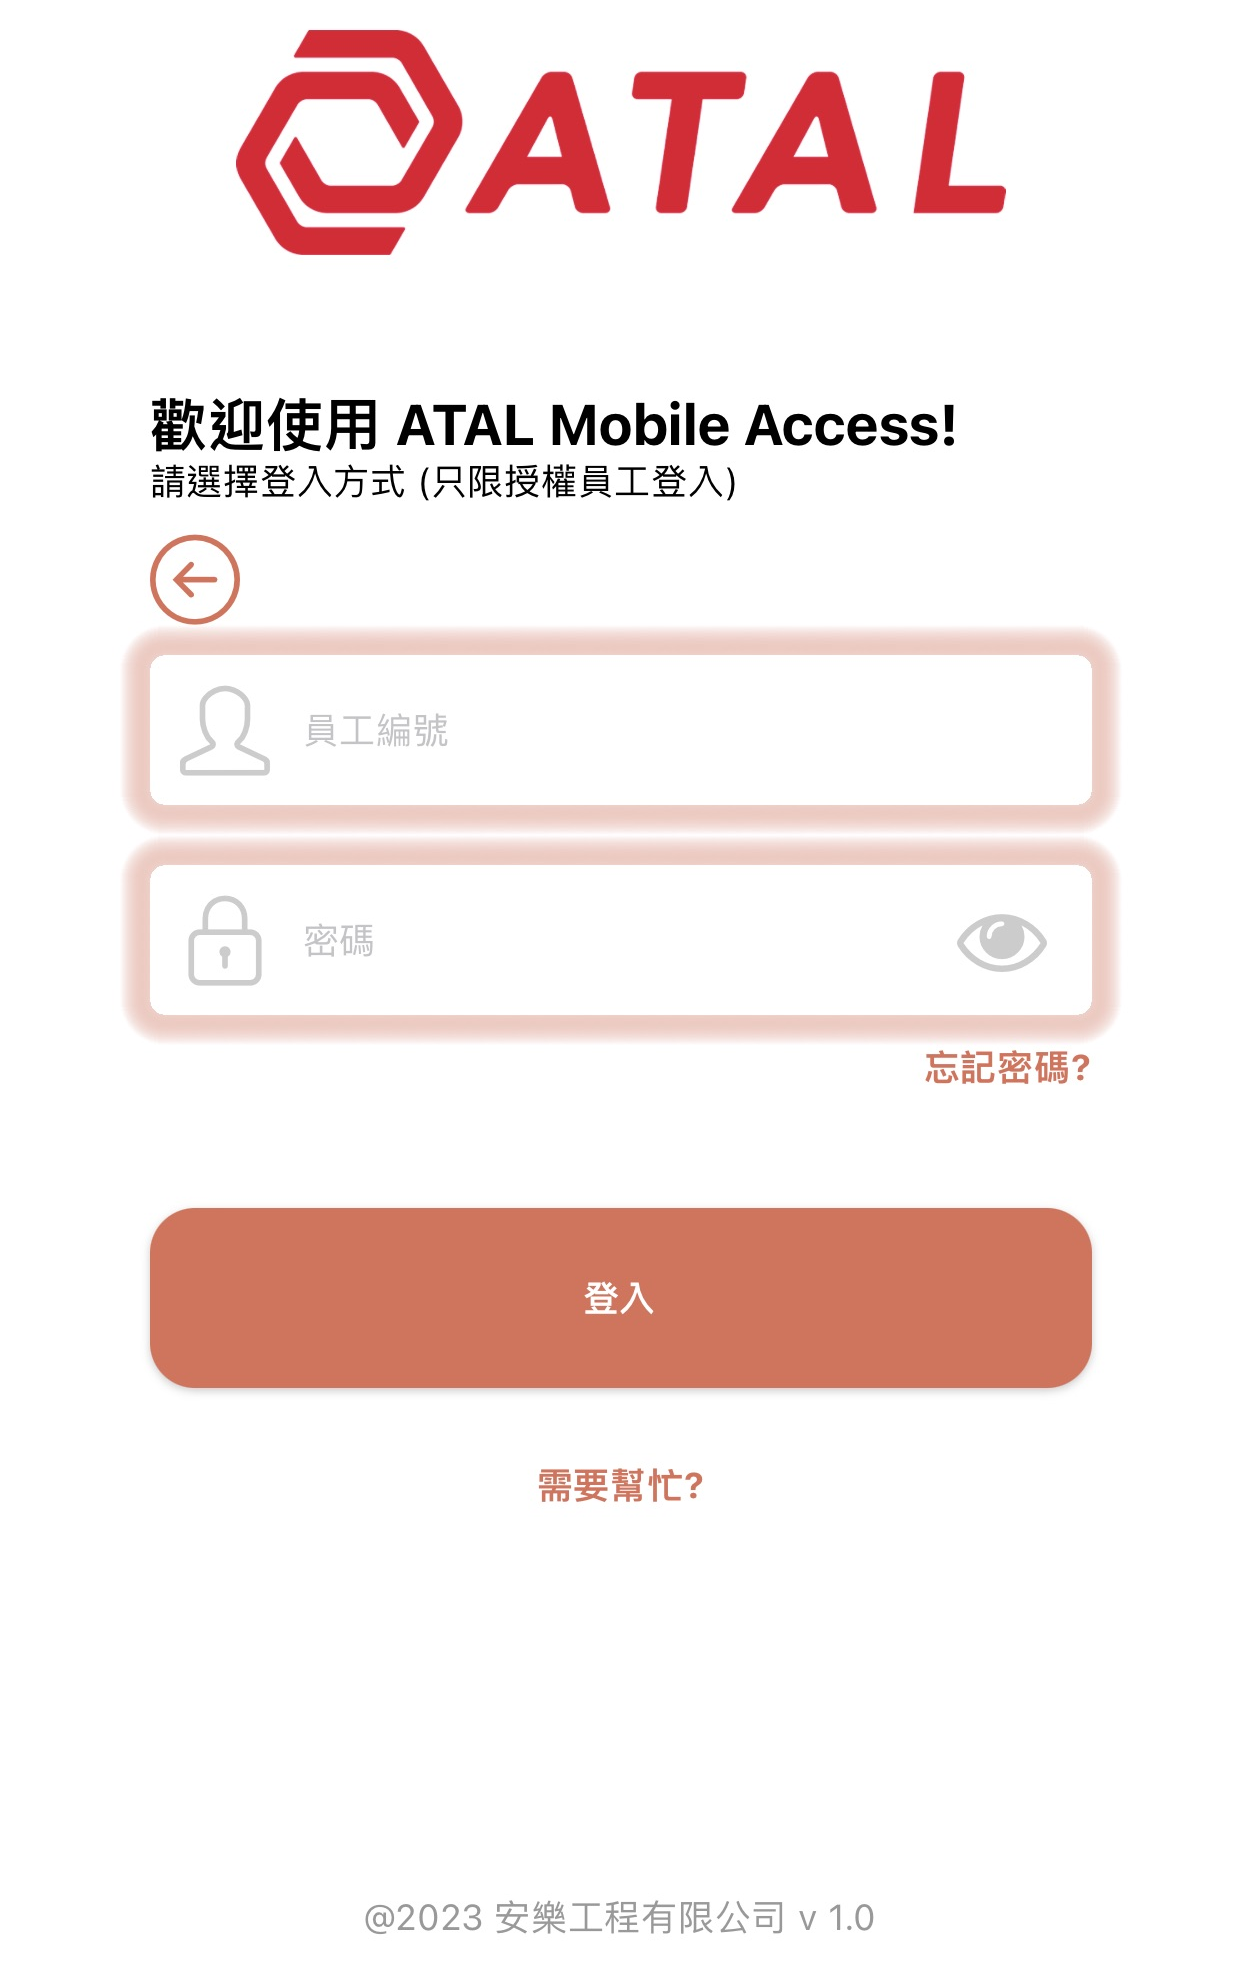 ATAL
歡迎使用 ATAL Mobile Access!
請選擇登入方式 (只限授權員工登入)
員工編號
密碼
忘記密碼?
登入
需要幫忙?
@2023 安樂工程有限公司 v 1.0